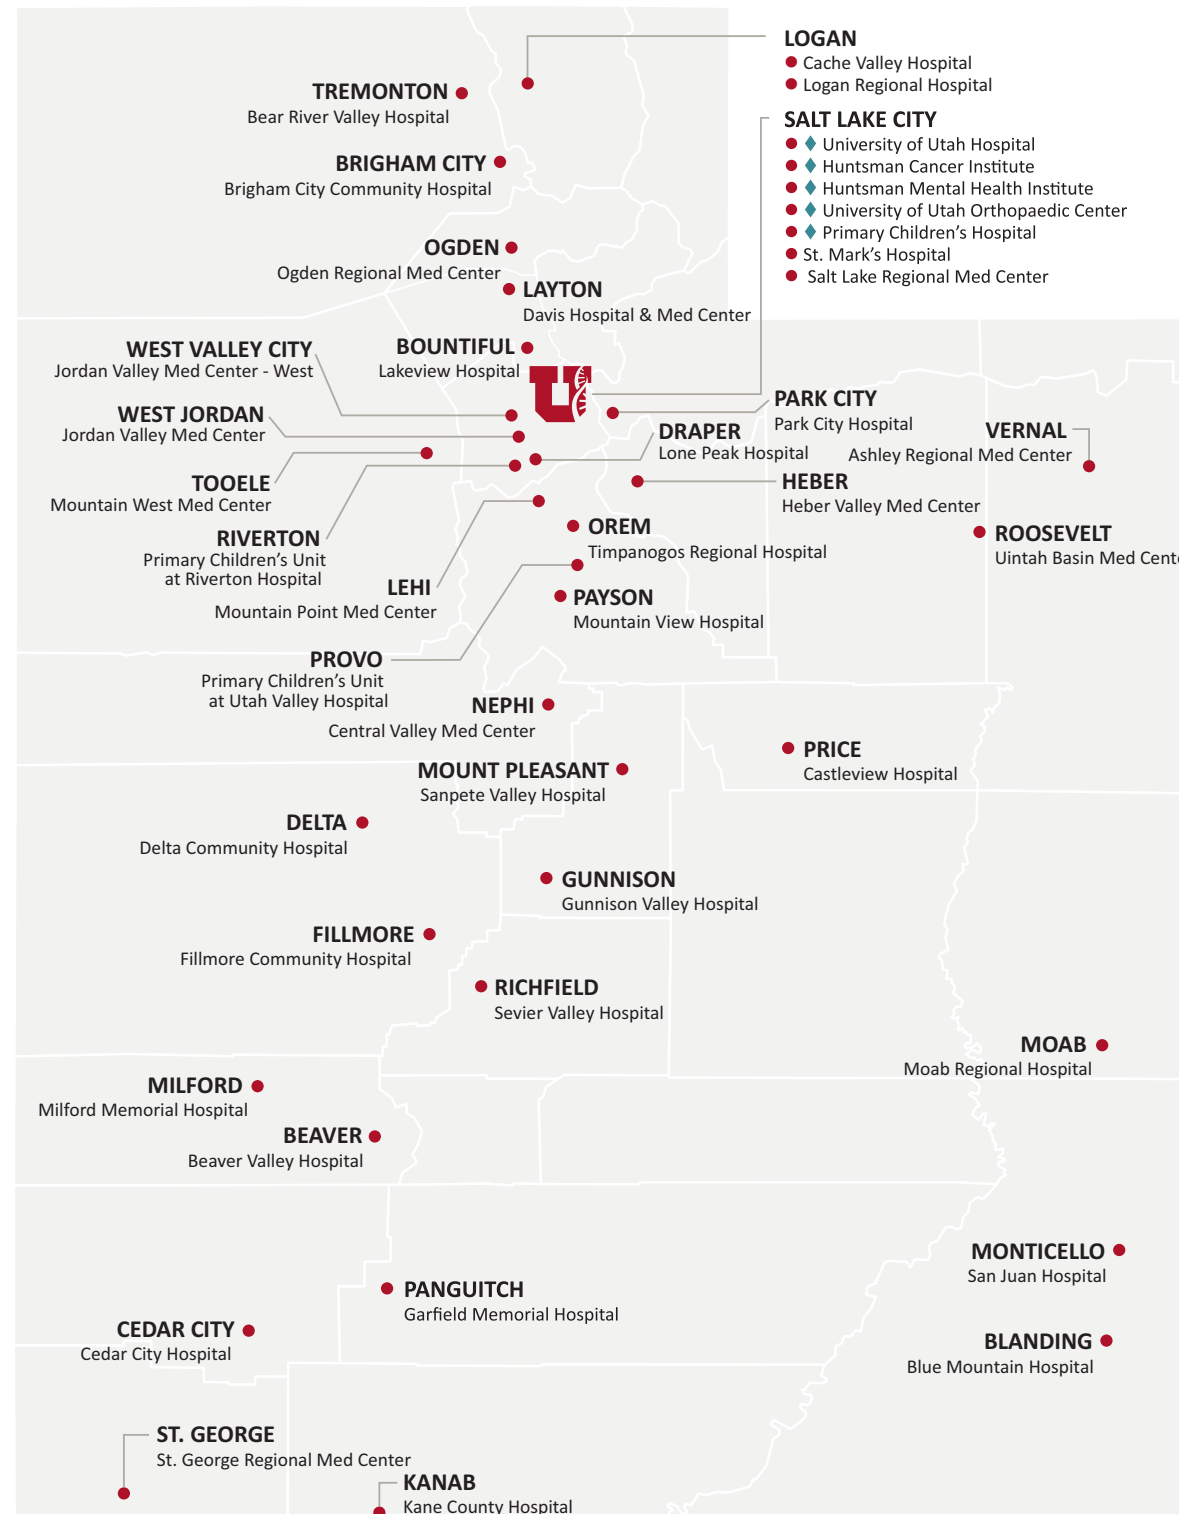 LOGAN
Cache Valley Hospital
Logan Regional Hospital
TREMONTON
Bear River Valley Hospital
SALT LAKE CITY
University of Utah Hospital
Huntsman Cancer Institute
Huntsman Mental Health Institute
University of Utah Orthopaedic Center
Primary Children's Hospital
St. Mark's Hospital
Salt Lake Regional Med Center
BRIGHAM CITY
Brigham City Community Hospital
OGDEN
Ogden Regional Med Center
LAYTON
Davis Hospital & Med Center
WEST VALLEY CITY
Jordan Valley Med Center - West
BOUNTIFUL
Lakeview Hospital
U
PARK CITY
Park City Hospital
WEST JORDAN
Jordan Valley Med Center
DRAPER
Lone Peak Hospital
VERNAL
Ashley Regional Med Center
TOOELE
Mountain West Med Center
HEBER
Heber Valley Med Center
RIVERTON
Primary Children's Unit
at Riverton Hospital
OREM
Timpanogos Regional Hospital
ROOSEVELT
Uintah Basin Med Cente
LEHI
Mountain Point Med Center
PAYSON
Mountain View Hospital
PROVO
Primary Children's Unit
at Utah Valley Hospital
NEPHI
Central Valley Med Center
PRICE
Castleview Hospital
MOUNT PLEASANT
Sanpete Valley Hospital
DELTA
Delta Community Hospital
GUNNISON
Gunnison Valley Hospital
FILLMORE
Fillmore Community Hospital
RICHFIELD
Sevier Valley Hospital
MOAB
Moab Regional Hospital
MILFORD
Milford Memorial Hospital
BEAVER
Beaver Valley Hospital
MONTICELLO
San Juan Hospital
PANGUITCH
Garfield Memorial Hospital
CEDAR CITY
Cedar City Hospital
BLANDING
Blue Mountain Hospital
ST. GEORGE
St. George Regional Med Center
KANAB
Kane County Hospital